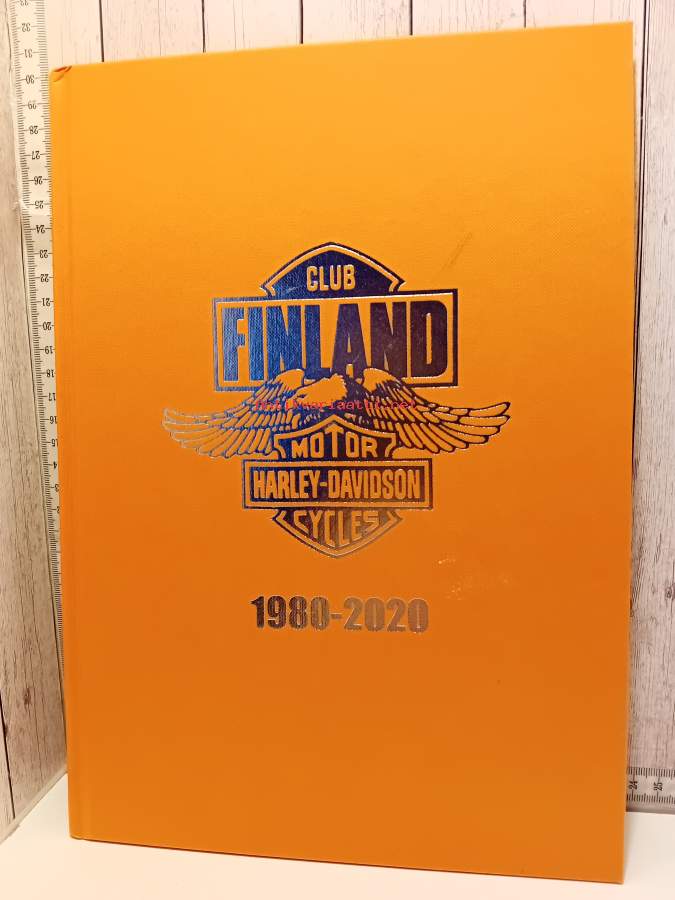 CLUB
FINLAND
MOTOR
HARLEY-DAVIDSON
CYCLES
1980-2020